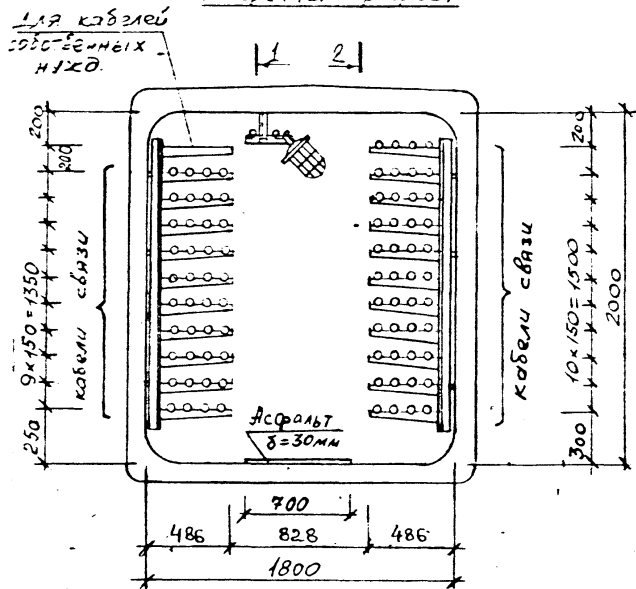 Для кабелей
собственных
нужд.
1 2
200
200
9×150=1350
250
кабели связи
кабели связи
200
10×150=1500
300
2000
Асфальт
δ=30мм
700
486 828 486
1800